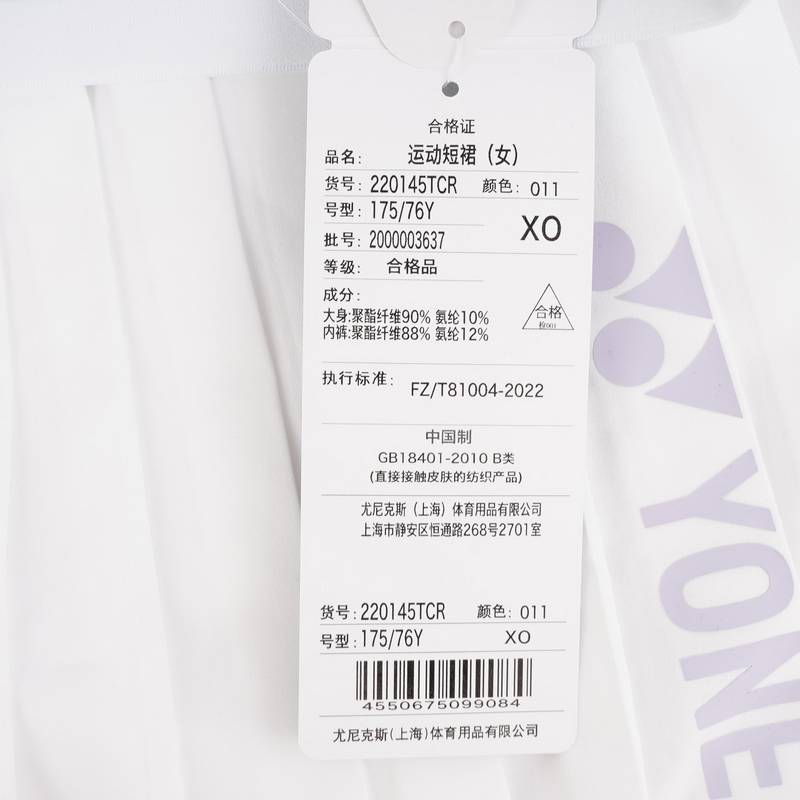 合格证
品名: 运动短裙（女）
货号: 220145TCR 颜色: 011
号型: 175/76Y
XO
批号: 2000003637
等级: 合格品
成分:
大身:聚酯纤维90% 氨纶10%
内裤:聚酯纤维88% 氨纶12%
合格
检001
执行标准: FZ/T81004-2022
中国制
GB18401-2010 B类
(直接接触皮肤的纺织产品)
尤尼克斯（上海）体育用品有限公司
上海市静安区恒通路268号2701室
货号: 220145TCR 颜色: 011
号型: 175/76Y XO
4550675099084
尤尼克斯(上海)体育用品有限公司
YONE